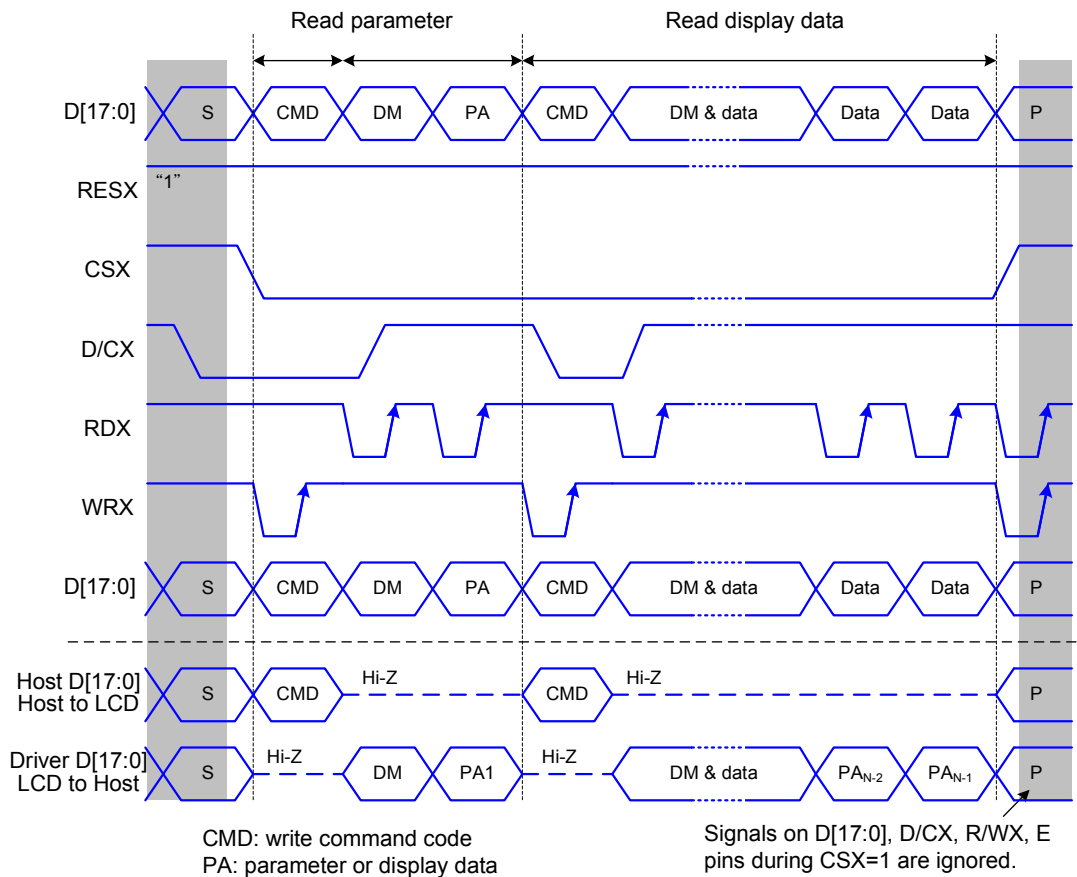 Read parameter Read display data
D[17:0] S CMD DM PA CMD DM & data Data Data P
RESX "1"
CSX
D/CX
RDX
WRX
D[17:0] S CMD DM PA CMD DM & data Data Data P
Host D[17:0]
Host to LCD
S CMD Hi-Z CMD Hi-Z P
Driver D[17:0]
LCD to Host
S Hi-Z DM PA1 Hi-Z DM & data PAN-2 PAN-1 P
CMD: write command code
PA: parameter or display data
Signals on D[17:0], D/CX, R/WX, E
pins during CSX=1 are ignored.